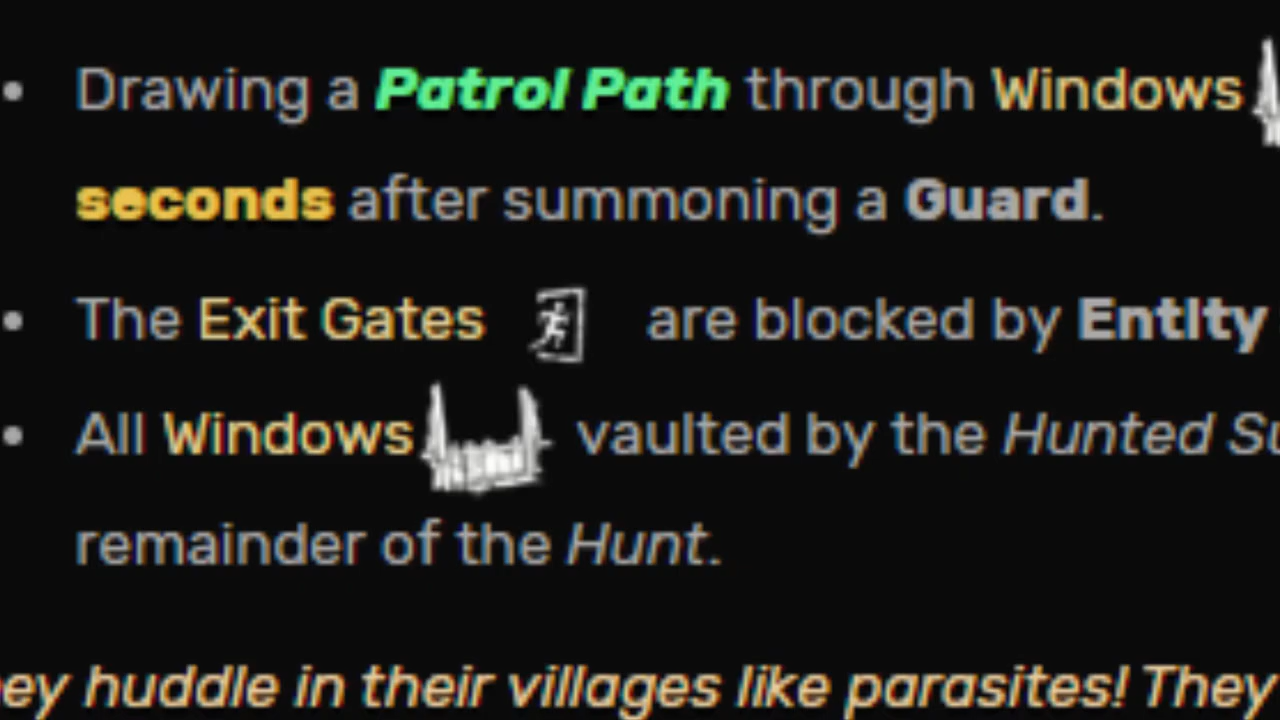 Drawing a Patrol Path through Windows
seconds after summoning a Guard.
The Exit Gates are blocked by Entity
All Windows vaulted by the Hunted
remainder of the Hunt.
huddle in their villages like parasites! They